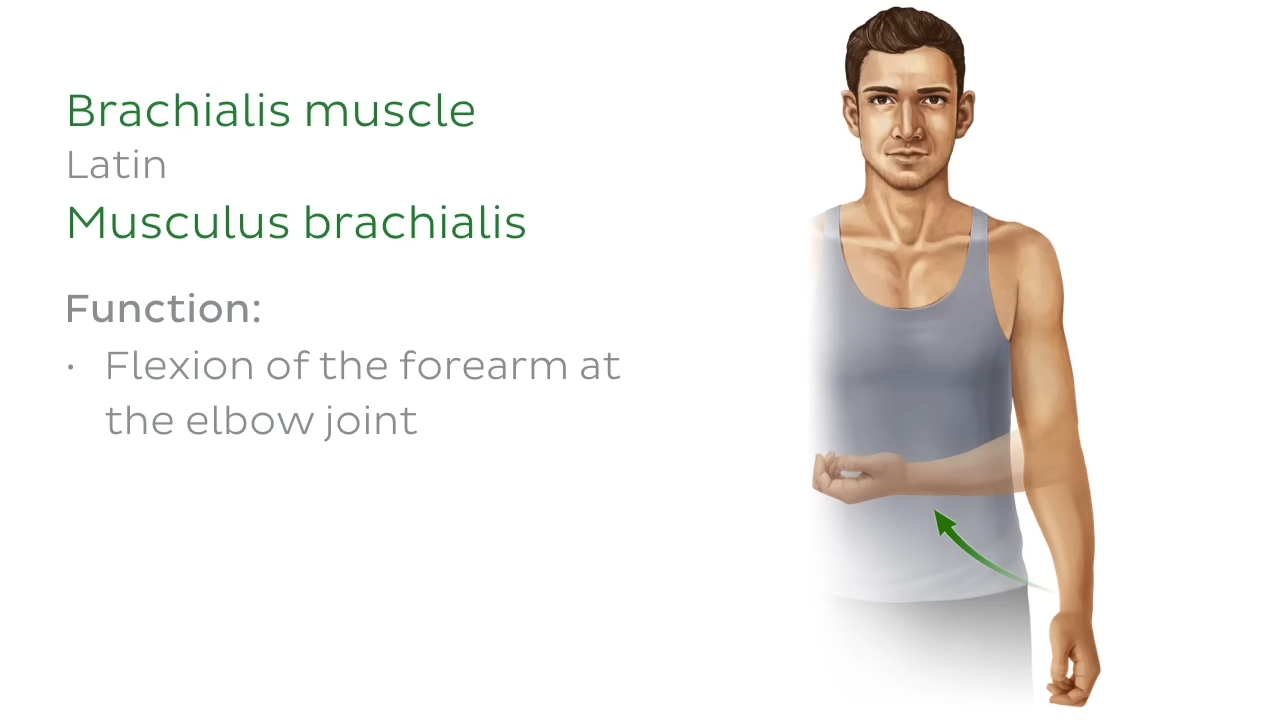 Brachialis muscle
Latin
Musculus brachialis
Function:
· Flexion of the forearm at
the elbow joint